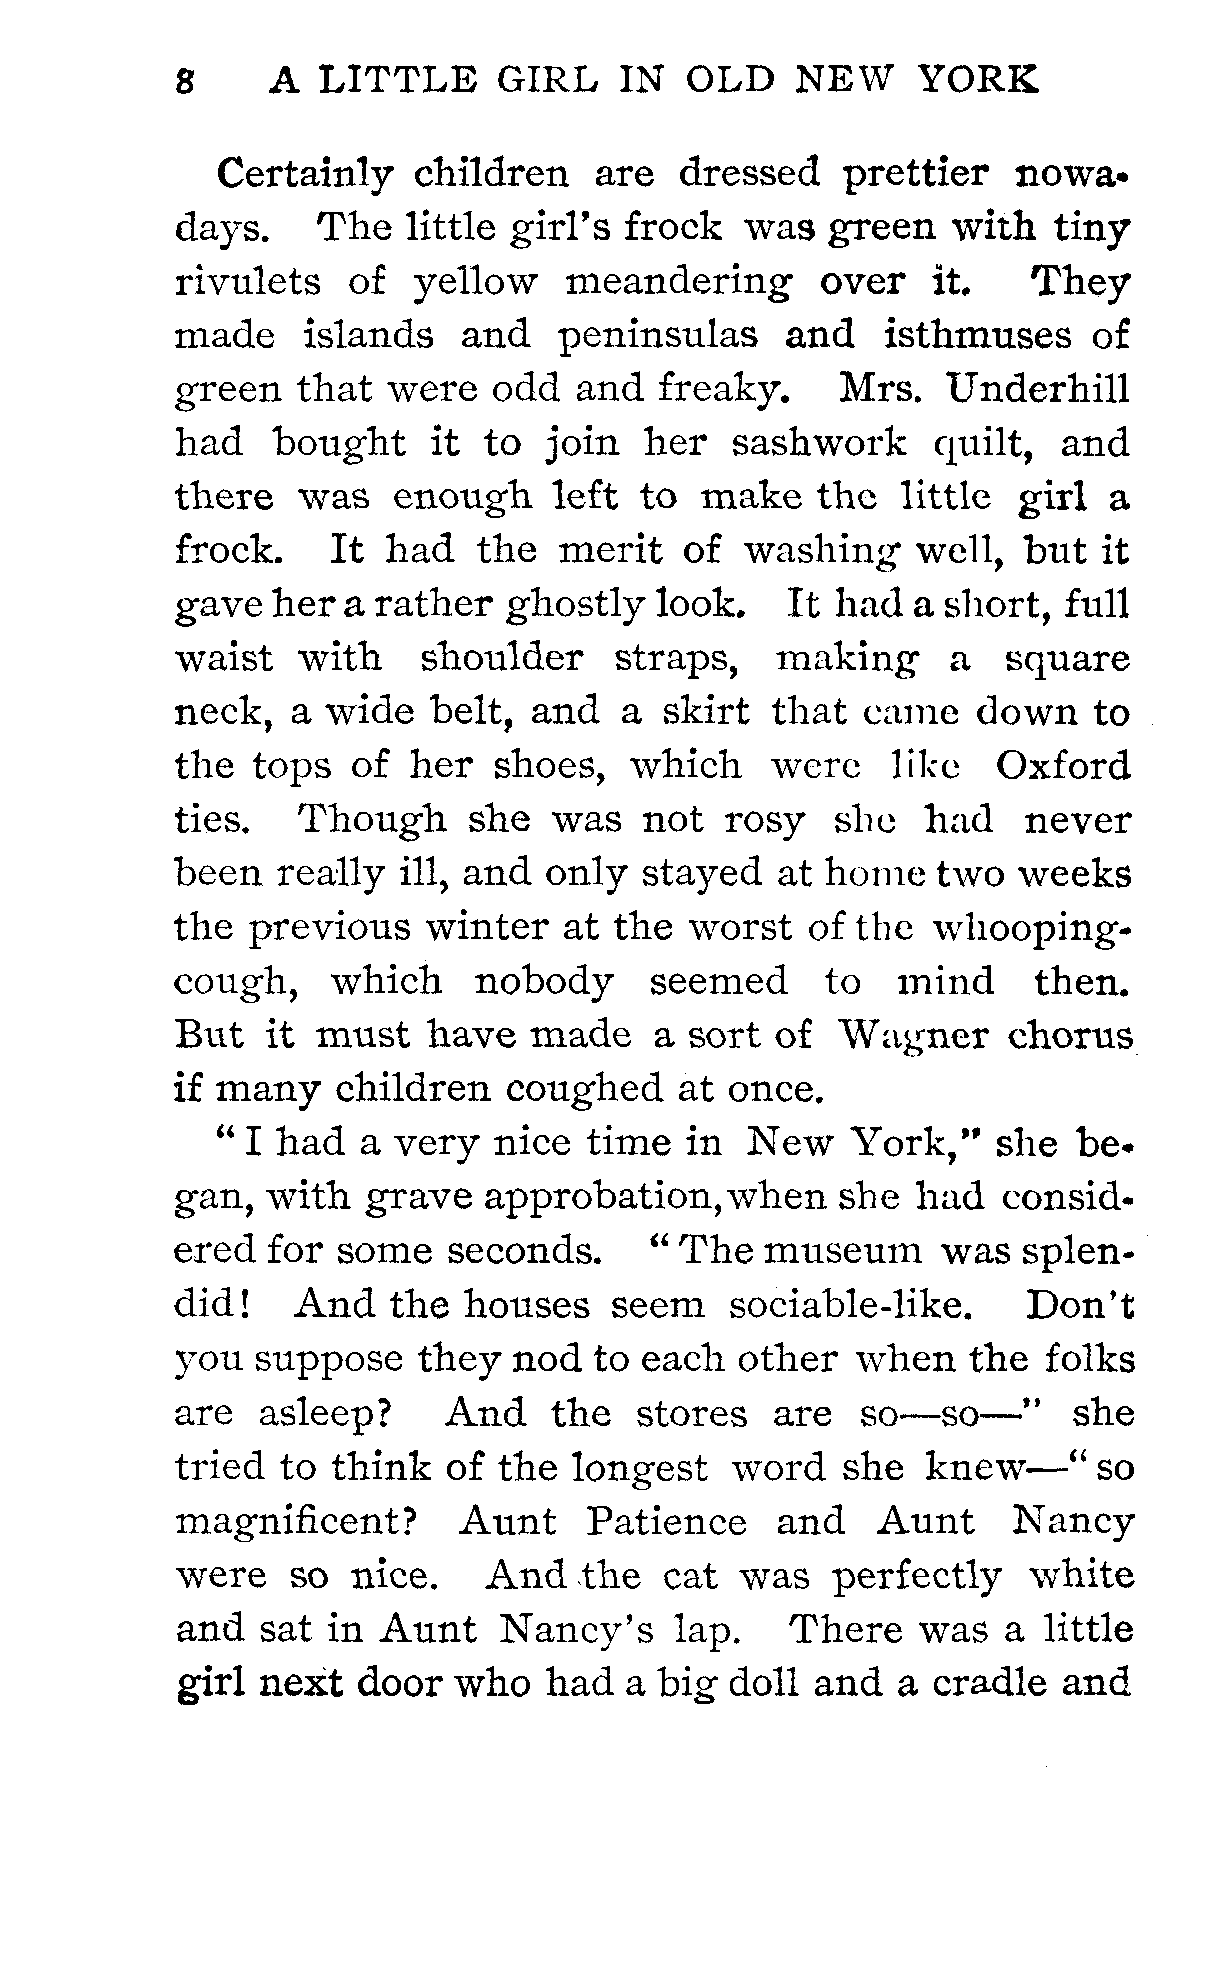 8 A LITTLE GIRL IN OLD NEW YORK
Certainly children are dressed prettier nowa-
days. The little girl's frock was green with tiny
rivulets of yellow meandering over it. They
made islands and peninsulas and isthmuses of
green that were odd and freaky. Mrs. Underhill
had bought it to join her sashwork quilt, and
there was enough left to make the little girl a
frock. It had the merit of washing well, but it
gave her a rather ghostly look. It had a short, full
waist with shoulder straps, making a square
neck, a wide belt, and a skirt that came down to
the tops of her shoes, which were like Oxford
ties. Though she was not rosy she had never
been really ill, and only stayed at home two weeks
the previous winter at the worst of the whooping-
cough, which nobody seemed to mind then.
But it must have made a sort of Wagner chorus
if many children coughed at once.
"I had a very nice time in New York," she be-
gan, with grave approbation, when she had consid-
ered for some seconds. "The museum was splen-
did! And the houses seem sociable-like. Don't
you suppose they nod to each other when the folks
are asleep? And the stores are so—so—" she
tried to think of the longest word she knew—"so
magnificent? Aunt Patience and Aunt Nancy
were so nice. And the cat was perfectly white
and sat in Aunt Nancy's lap. There was a little
girl next door who had a big doll and a cradle and